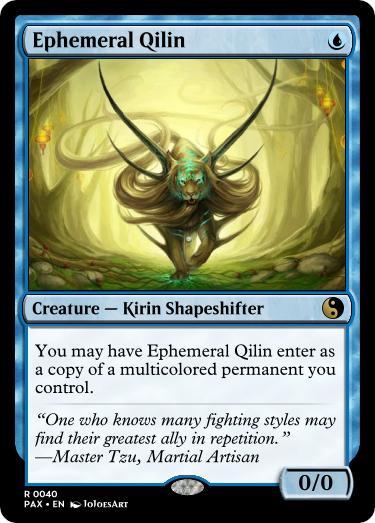 Ephemeral Qilin
Creature — Kirin Shapeshifter
You may have Ephemeral Qilin enter as
a copy of a multicolored permanent you
control.
“One who knows many fighting styles may
find their greatest ally in repetition.”
—Master Tzu, Martial Artisan
0/0
R 0040
PAX • EN JoJoesArt